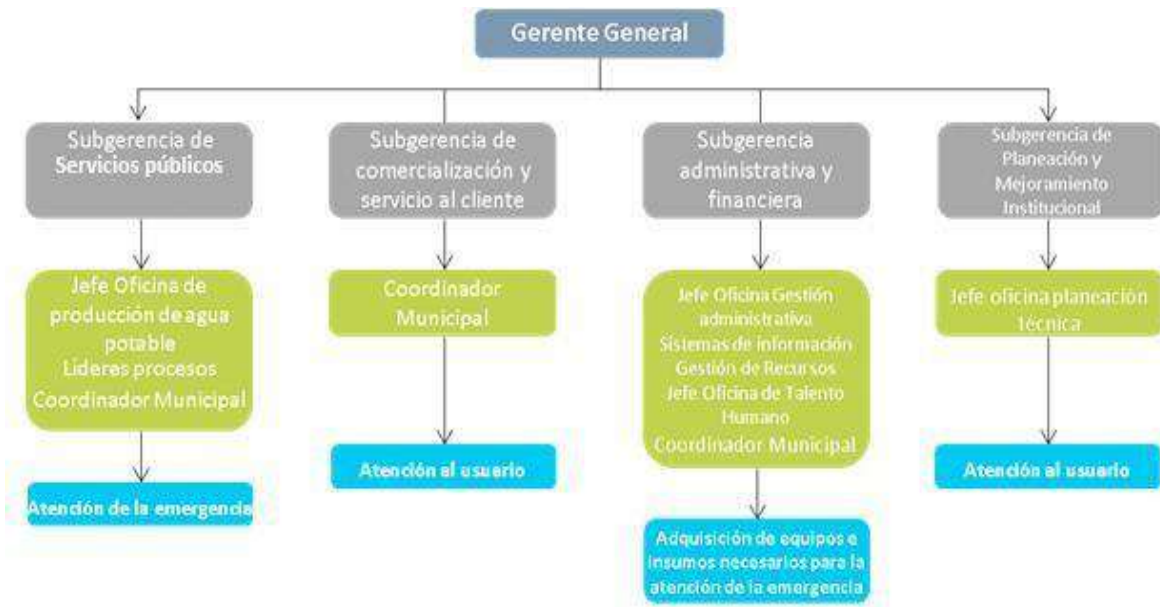 Gerente General
Subgerencia de
Servicios públicos
Subgerencia de
comercialización y
servicio al cliente
Subgerencia
administrativa y
financiera
Subgerencia de
Planeación y
Mejoramiento
Institucional
Jefe Oficina de
producción de agua
potable
Lideres procesos
Coordinador Municipal
Coordinador
Municipal
Jefe Oficina Gestión
administrativa
Sistemas de información
Gestión de Recursos
Jefe Oficina de Talento
Humano
Coordinador Municipal
Jefe oficina planeación
técnica
Atención de la emergencia
Atención al usuario
Adquisición de equipos e
insumos necesarios para la
atención de la emergencia
Atención al usuario